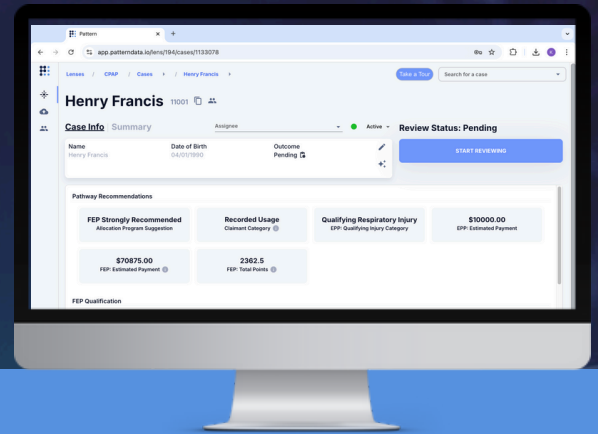 Pattern
app.patterndata.io/lens/194/cases/1133078
Lenses / CPAP / Cases / Henry Francis
Take a Tour
Search for a case
Henry Francis 11001
Case Info Summary
Assignee
Active
Review Status: Pending
START REVIEWING
Name
Henry Francis
Date of Birth
04/01/1990
Outcome
Pending
Pathway Recommendations
FEP Strongly Recommended
Allocation Program Suggestion
Recorded Usage
Claimant Category
Qualifying Respiratory Injury
EPP: Qualifying Injury Category
$10000.00
EPP: Estimated Payment
$70875.00
FEP: Estimated Payment
2362.5
FEP: Total Points
FEP Qualification